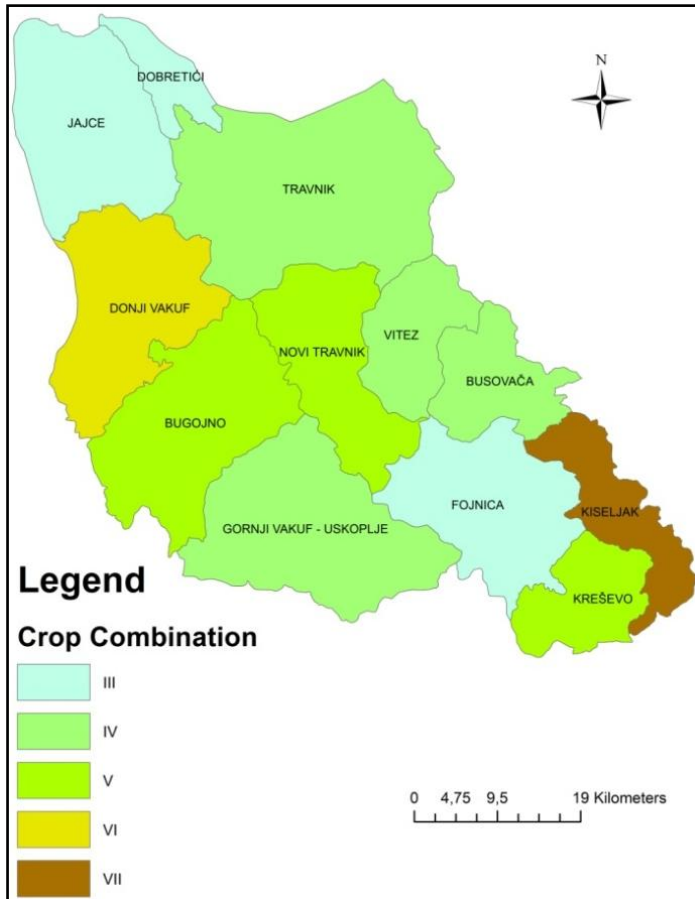 N
DOBRETIĆI
JAJCE
TRAVNIK
DONJI VAKUF
VITEZ
NOVI TRAVNIK
BUSOVAČA
BUGOJNO
FOJNICA
KISELJAK
GORNJI VAKUF - USKOPLJE
KREŠEVO
Legend
Crop Combination
III
IV
V
VI
VII
0 4,75 9,5 19 Kilometers